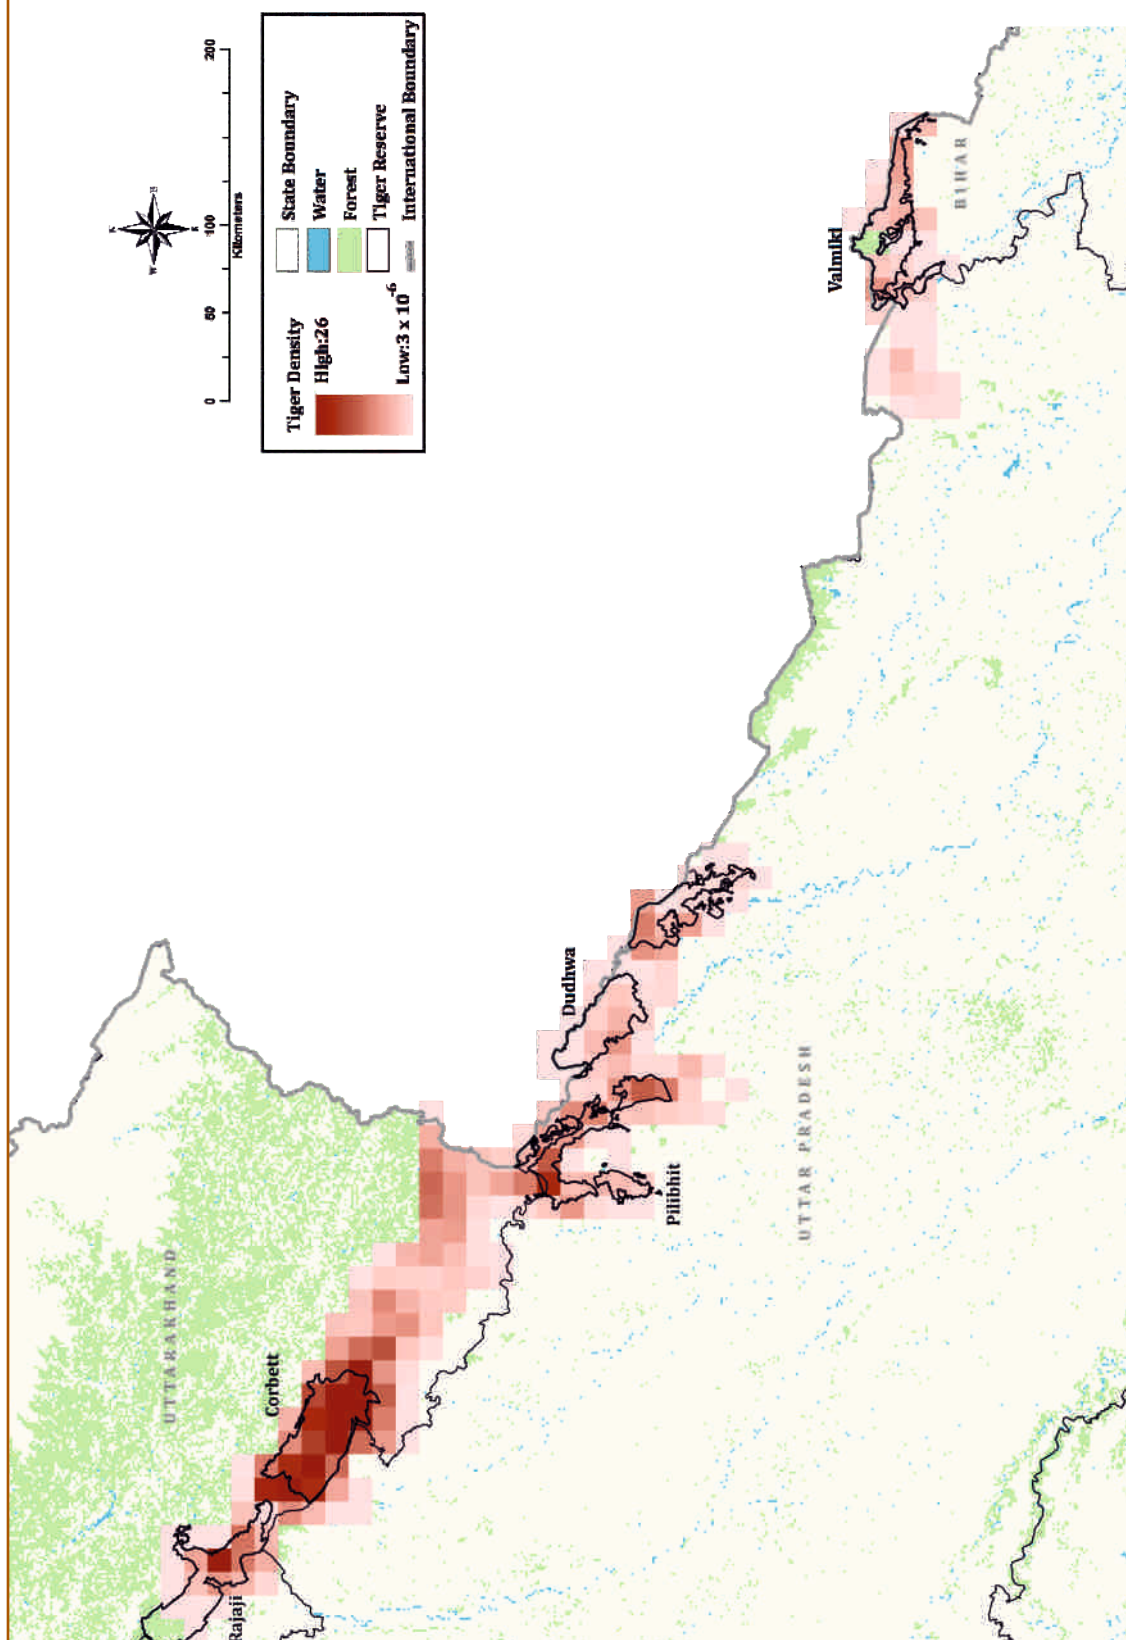 N
W
E
S
0
50
100
200
Kilometers
Tiger Density
High:26
Low:3 x 10⁻⁶
State Boundary
Water
Forest
Tiger Reserve
International Boundary
UTTARAKHAND
Rajaji
Corbett
Pilibhit
Dudhwa
UTTAR PRADESH
Valmiki
BIHAR